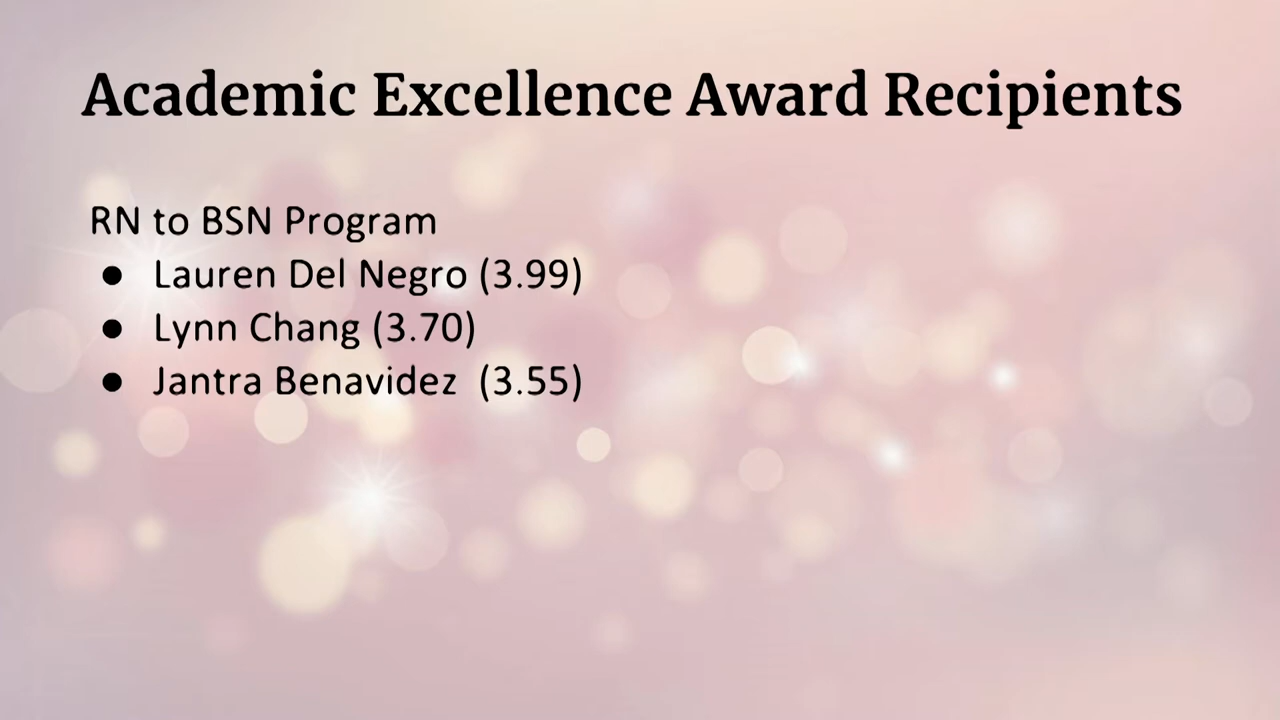 Academic Excellence Award Recipients
RN to BSN Program
● Lauren Del Negro (3.99)
● Lynn Chang (3.70)
● Jantra Benavidez  (3.55)